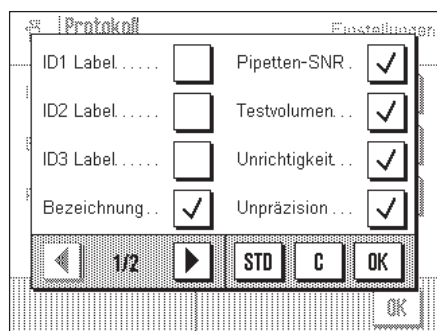 Protokoll Einstellungen
ID1 Label...... Pipetten-SNR .
ID2 Label...... Testvolumen...
ID3 Label...... Unrichtigkeit...
Bezeichnung.. Unpräzision ...
1/2 STD C OK
OK